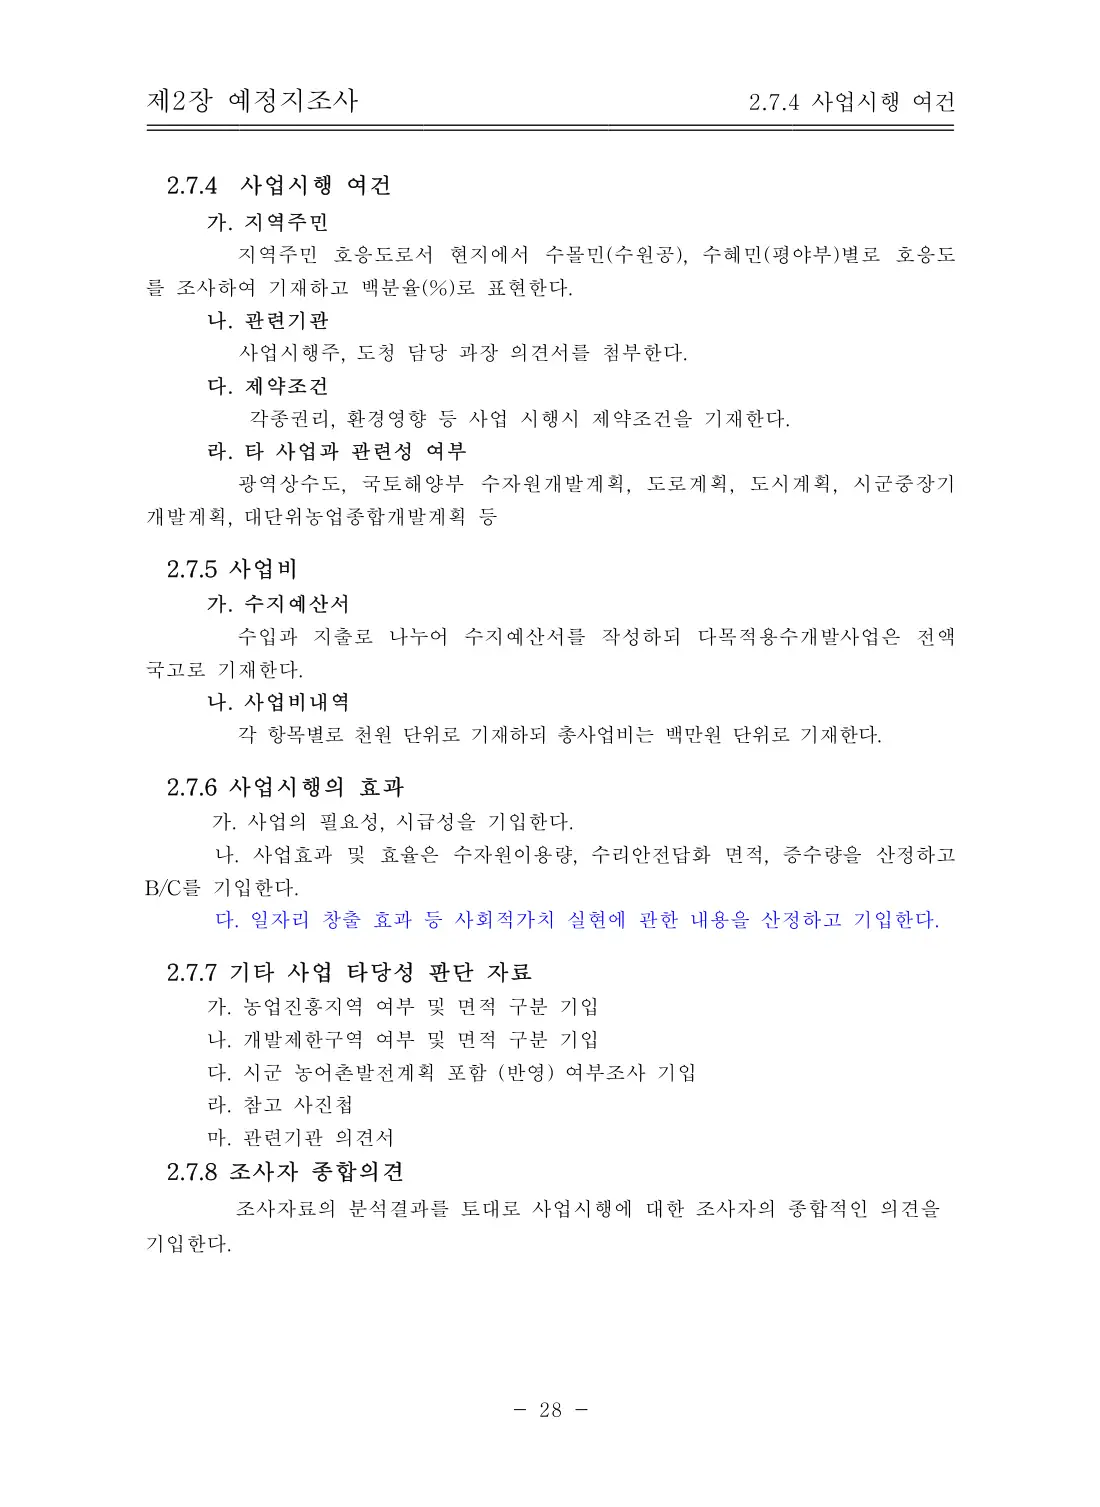 제2장 예정지조사
2.7.4 사업시행 여건
2.7.4 사업시행 여건
가. 지역주민
지역주민 호응도로서 현지에서 수몰민(수원공), 수혜민(평야부)별로 호응도
를 조사하여 기재하고 백분율(%)로 표현한다.
나. 관련기관
사업시행주, 도청 담당 과장 의견서를 첨부한다.
다. 제약조건
각종권리, 환경영향 등 사업 시행시 제약조건을 기재한다.
라. 타 사업과 관련성 여부
광역상수도, 국토해양부 수자원개발계획, 도로계획, 도시계획, 시군중장기
개발계획, 대단위농업종합개발계획 등
2.7.5 사업비
가. 수지예산서
수입과 지출로 나누어 수지예산서를 작성하되 다목적용수개발사업은 전액
국고로 기재한다.
나. 사업비내역
각 항목별로 천원 단위로 기재하되 총사업비는 백만원 단위로 기재한다.
2.7.6 사업시행의 효과
가. 사업의 필요성, 시급성을 기입한다.
나. 사업효과 및 효율은 수자원이용량, 수리안전답화 면적, 증수량을 산정하고
B/C를 기입한다.
다. 일자리 창출 효과 등 사회적가치 실현에 관한 내용을 산정하고 기입한다.
2.7.7 기타 사업 타당성 판단 자료
가. 농업진흥지역 여부 및 면적 구분 기입
나. 개발제한구역 여부 및 면적 구분 기입
다. 시군 농어촌발전계획 포함 (반영) 여부조사 기입
라. 참고 사진첩
마. 관련기관 의견서
2.7.8 조사자 종합의견
조사자료의 분석결과를 토대로 사업시행에 대한 조사자의 종합적인 의견을
기입한다.
- 28 -